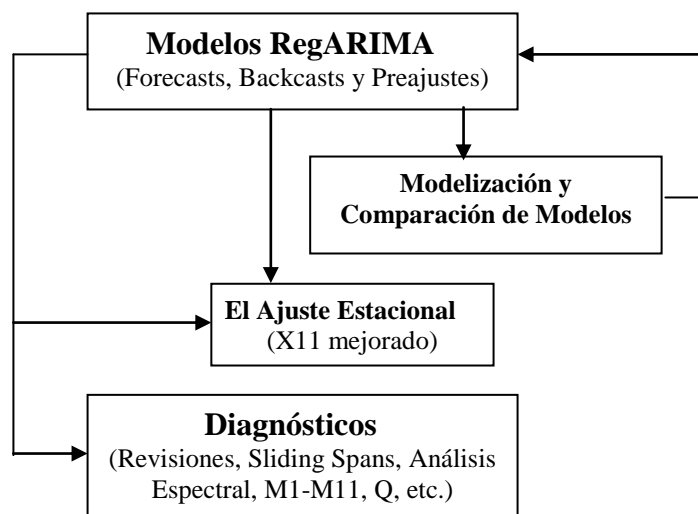 Modelos RegARIMA
(Forecasts, Backcasts y Preajustes)
Modelización y
Comparación de Modelos
El Ajuste Estacional
(X11 mejorado)
Diagnósticos
(Revisiones, Sliding Spans, Análisis
Espectral, M1-M11, Q, etc.)